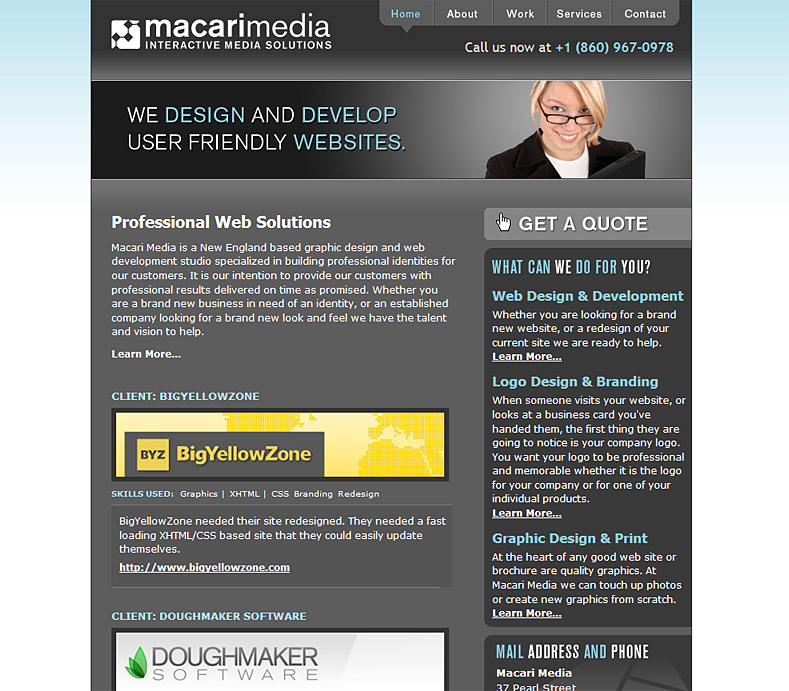 macarimedia
INTERACTIVE MEDIA SOLUTIONS
Home About Work Services Contact
Call us now at +1 (860) 967-0978
WE DESIGN AND DEVELOP
USER FRIENDLY WEBSITES.
Professional Web Solutions
Macari Media is a New England based graphic design and web
development studio specialized in building professional identities for
our customers. It is our intention to provide our customers with
professional results delivered on time as promised. Whether you
are a brand new business in need of an identity, or an established
company looking for a brand new look and feel we have the talent
and vision to help.
Learn More...
CLIENT: BIGYELLOWZONE
BYZ BigYellowZone
SKILLS USED: Graphics | XHTML | CSS Branding Redesign
BigYellowZone needed their site redesigned. They needed a fast
loading XHTML/CSS based site that they could easily update
themselves.
http://www.bigyellowzone.com
CLIENT: DOUGHMAKER SOFTWARE
DOUGHMAKER
SOFTWARE
GET A QUOTE
WHAT CAN WE DO FOR YOU?
Web Design & Development
Whether you are looking for a brand
new website, or a redesign of your
current site we are ready to help.
Learn More...
Logo Design & Branding
When someone visits your website, or
looks at a business card you've
handed them, the first thing they are
going to notice is your company logo.
You want your logo to be professional
and memorable whether it is the logo
for your company or for one of your
individual products.
Learn More...
Graphic Design & Print
At the heart of any good web site or
brochure are quality graphics. At
Macari Media we can touch up photos
or create new graphics from scratch.
Learn More...
MAIL ADDRESS AND PHONE
Macari Media
37 Pearl Street